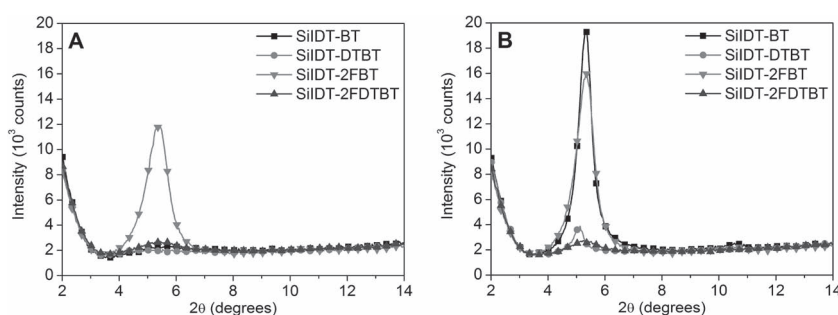 A
SiIDT-BT
SiIDT-DTBT
SiIDT-2FBT
SiIDT-2FDTBT
20
18
16
14
12
10
8
6
4
2
0
Intensity (10³ counts)
2 4 6 8 10 12 14
2θ (degrees)
B
SiIDT-BT
SiIDT-DTBT
SiIDT-2FBT
SiIDT-2FDTBT
20
18
16
14
12
10
8
6
4
2
0
Intensity (10³ counts)
2 4 6 8 10 12 14
2θ (degrees)